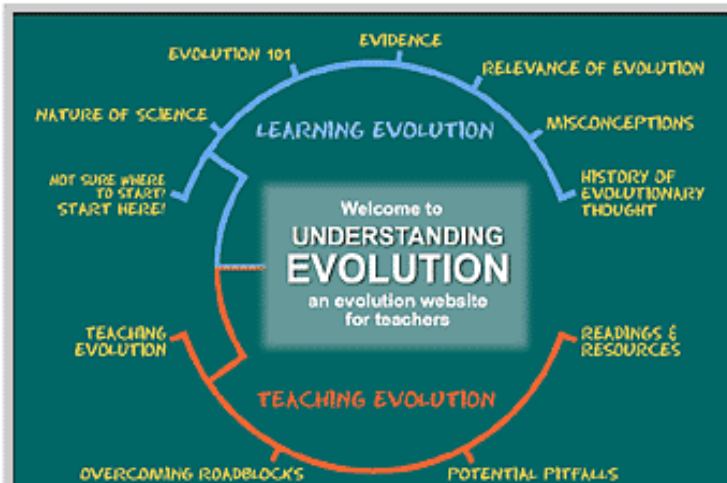 EVIDENCE
EVOLUTION 101
RELEVANCE OF EVOLUTION
NATURE OF SCIENCE
LEARNING EVOLUTION
MISCONCEPTIONS
NOT SURE WHERE
TO START?
START HERE!
HISTORY OF
EVOLUTIONARY
THOUGHT
Welcome to
UNDERSTANDING
EVOLUTION
an evolution website
for teachers
TEACHING
EVOLUTION
READINGS &
RESOURCES
TEACHING EVOLUTION
OVERCOMING ROADBLOCKS
POTENTIAL PITFALLS